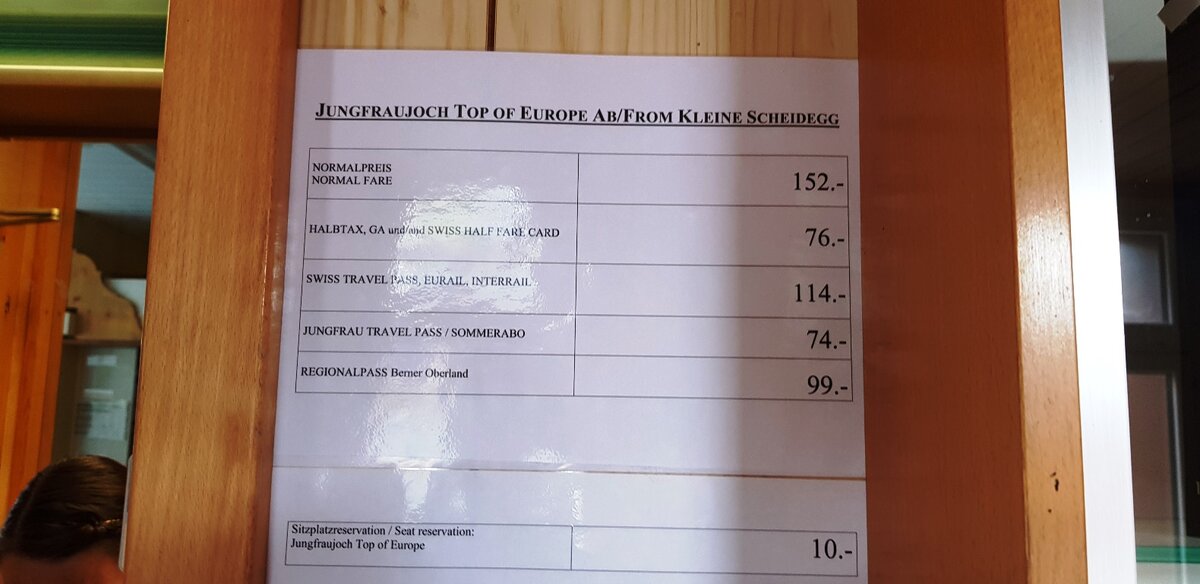 JUNGFRAUJOCH TOP OF EUROPE AB/FROM KLEINE SCHEIDEGG
NORMALPREIS
NORMAL FARE
152.-
HALBTAX, GA und/and SWISS HALF FARE CARD
76.-
SWISS TRAVEL PASS, EURAIL, INTERRAIL
114.-
JUNGFRAU TRAVEL PASS / SOMMERABO
74.-
REGIONALPASS Berner Oberland
99.-
Sitzplatzreservation / Seat reservation:
Jungfraujoch Top of Europe
10.-